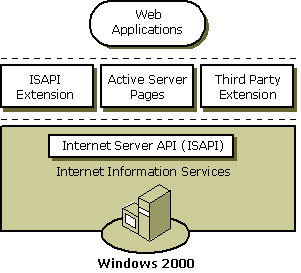 Web
Applications
ISAPI
Extension
Active Server
Pages
Third Party
Extension
Internet Server API (ISAPI)
Internet Information Services
Windows 2000